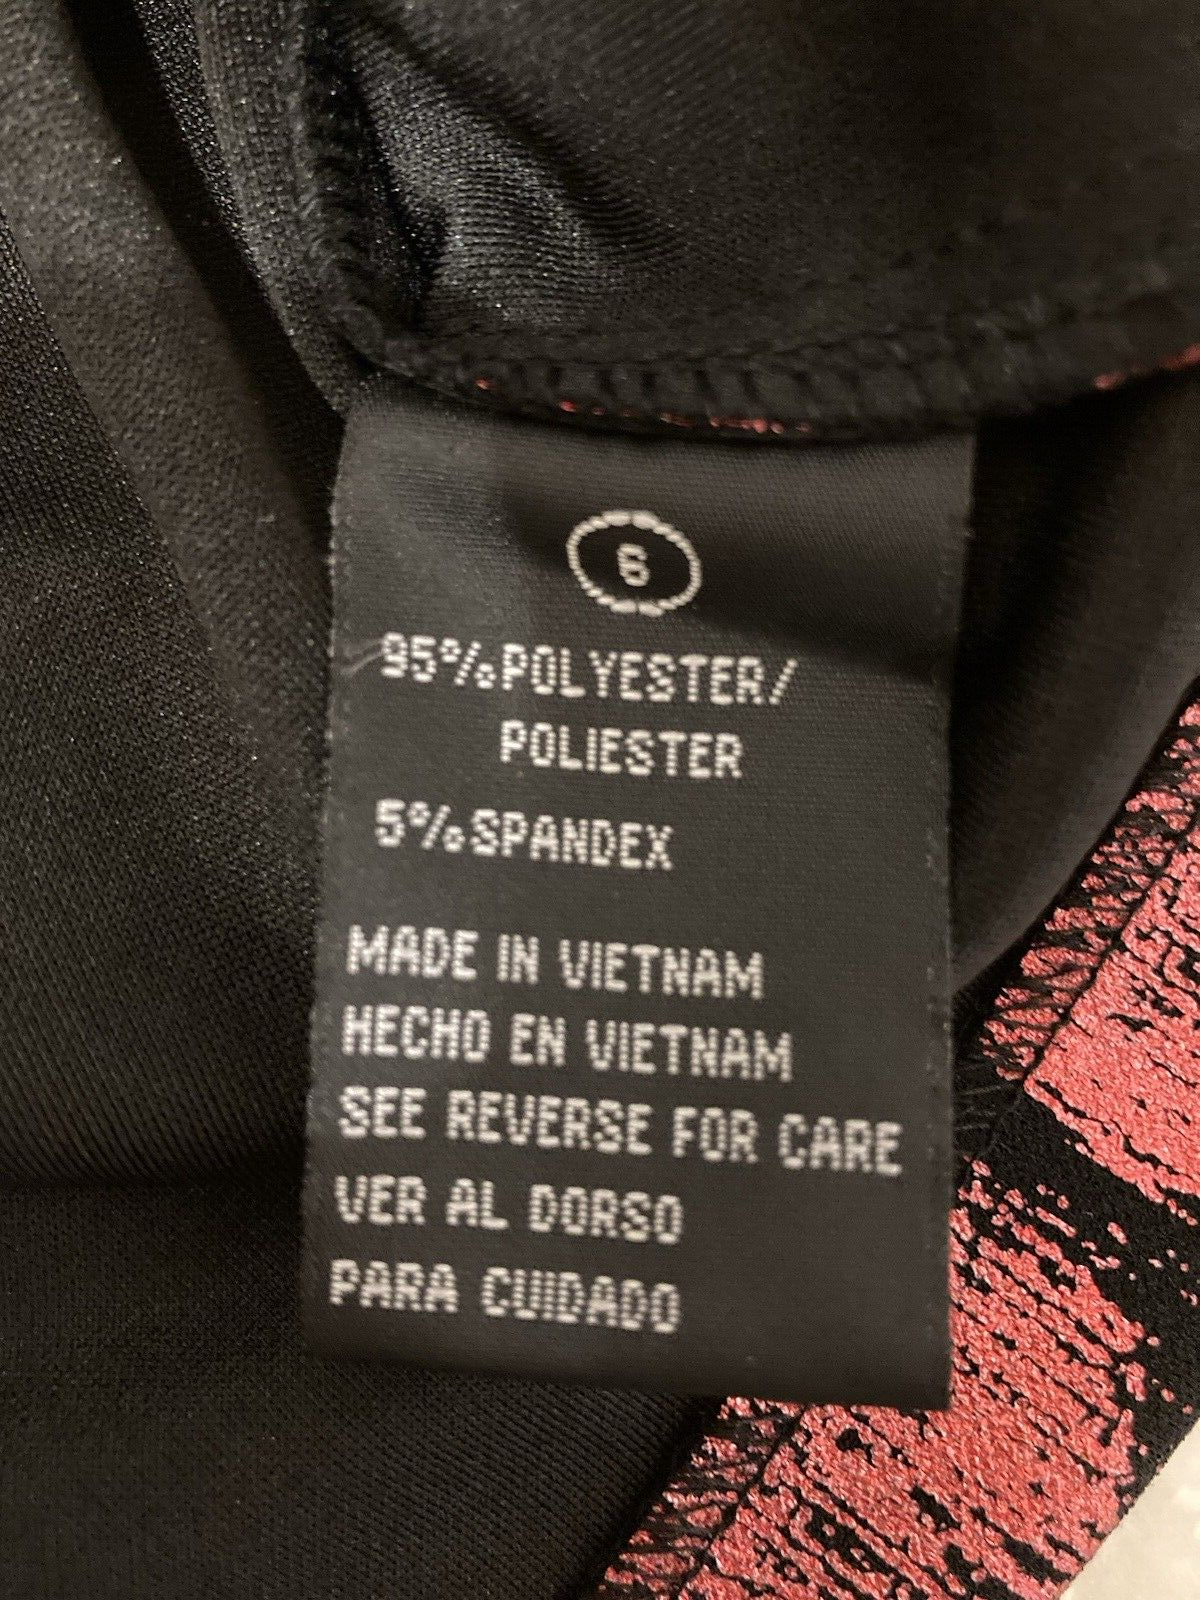 6
95%POLYESTER/
POLIESTER
5%SPANDEX
MADE IN VIETNAM
HECHO EN VIETNAM
SEE REVERSE FOR CARE
VER AL DORSO
PARA CUIDADO